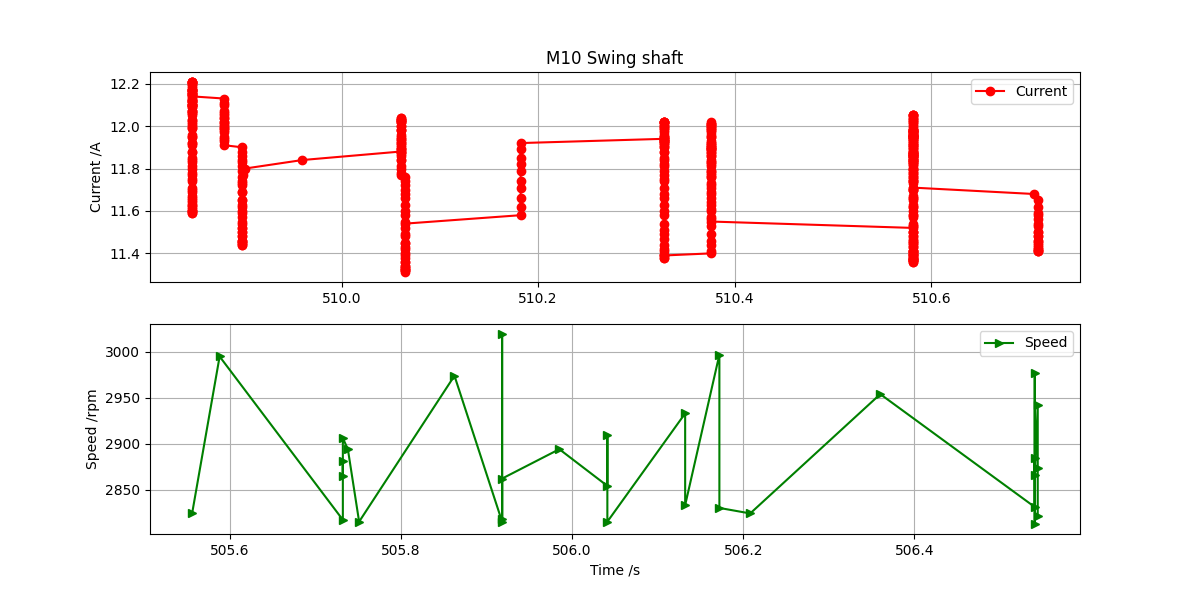 M10 Swing shaft
Current /A
12.2
12.0
11.8
11.6
11.4
Current
510.0 510.2 510.4 510.6
Speed /rpm
3000
2950
2900
2850
Speed
505.6 505.8 506.0 506.2 506.4
Time /s